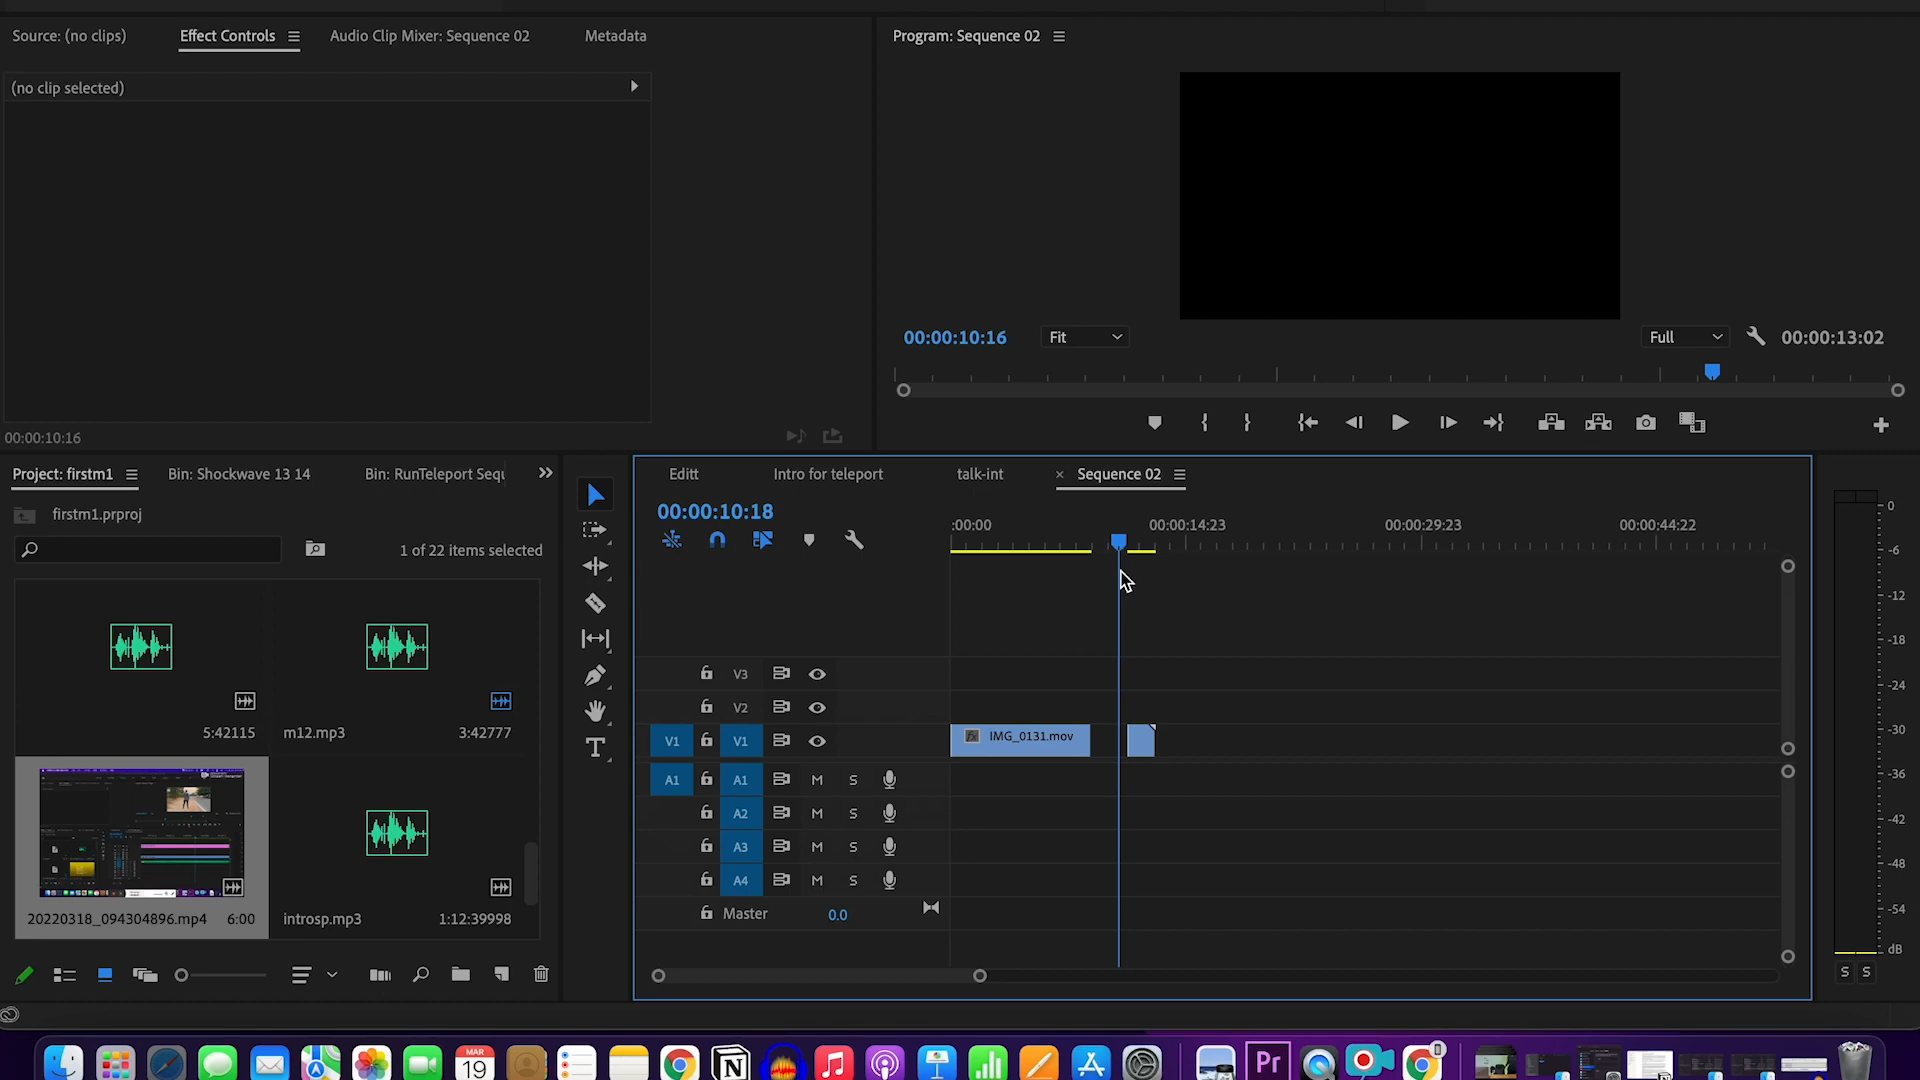 Source: (no clips)
Effect Controls
Audio Clip Mixer: Sequence 02
Metadata
Program: Sequence 02
(no clip selected)
00:00:10:16
Fit
Full
00:00:13:02
00:00:10:16
Project: firstm1
Bin: Shockwave 13 14
Bin: RunTeleport Sequ
firstm1.prproj
1 of 22 items selected
5:42115
m12.mp3
3:42777
20220318_094304896.mp4
6:00
introsp.mp3
1:12:39998
Editt
Intro for teleport
talk-int
× Sequence 02
00:00:10:18
:00:00
00:00:14:23
00:00:29:23
00:00:44:22
V3
V2
V1
V1
IMG_0131.mov
fx
A1
A1
M
S
A2
M
S
A3
M
S
A4
M
S
Master
0.0
0
-6
-12
-18
-24
-30
-36
-42
-48
-54
dB
S
S
MAR
19
Pr